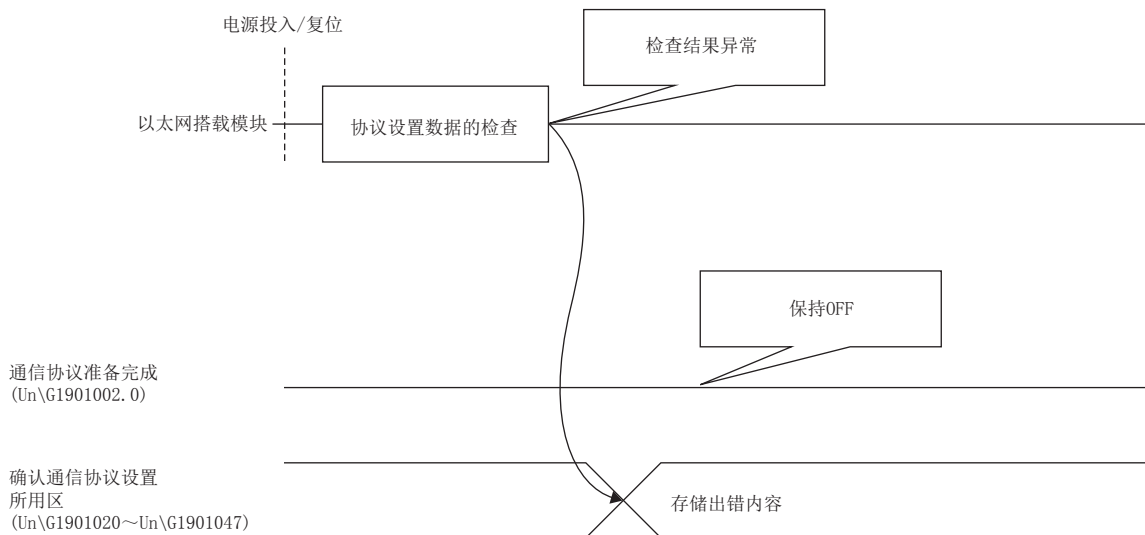 电源投入/复位
检查结果异常
以太网搭载模块
协议设置数据的检查
保持OFF
通信协议准备完成
(Un\G1901002.0)
确认通信协议设置
所用区
(Un\G1901020～Un\G1901047)
存储出错内容